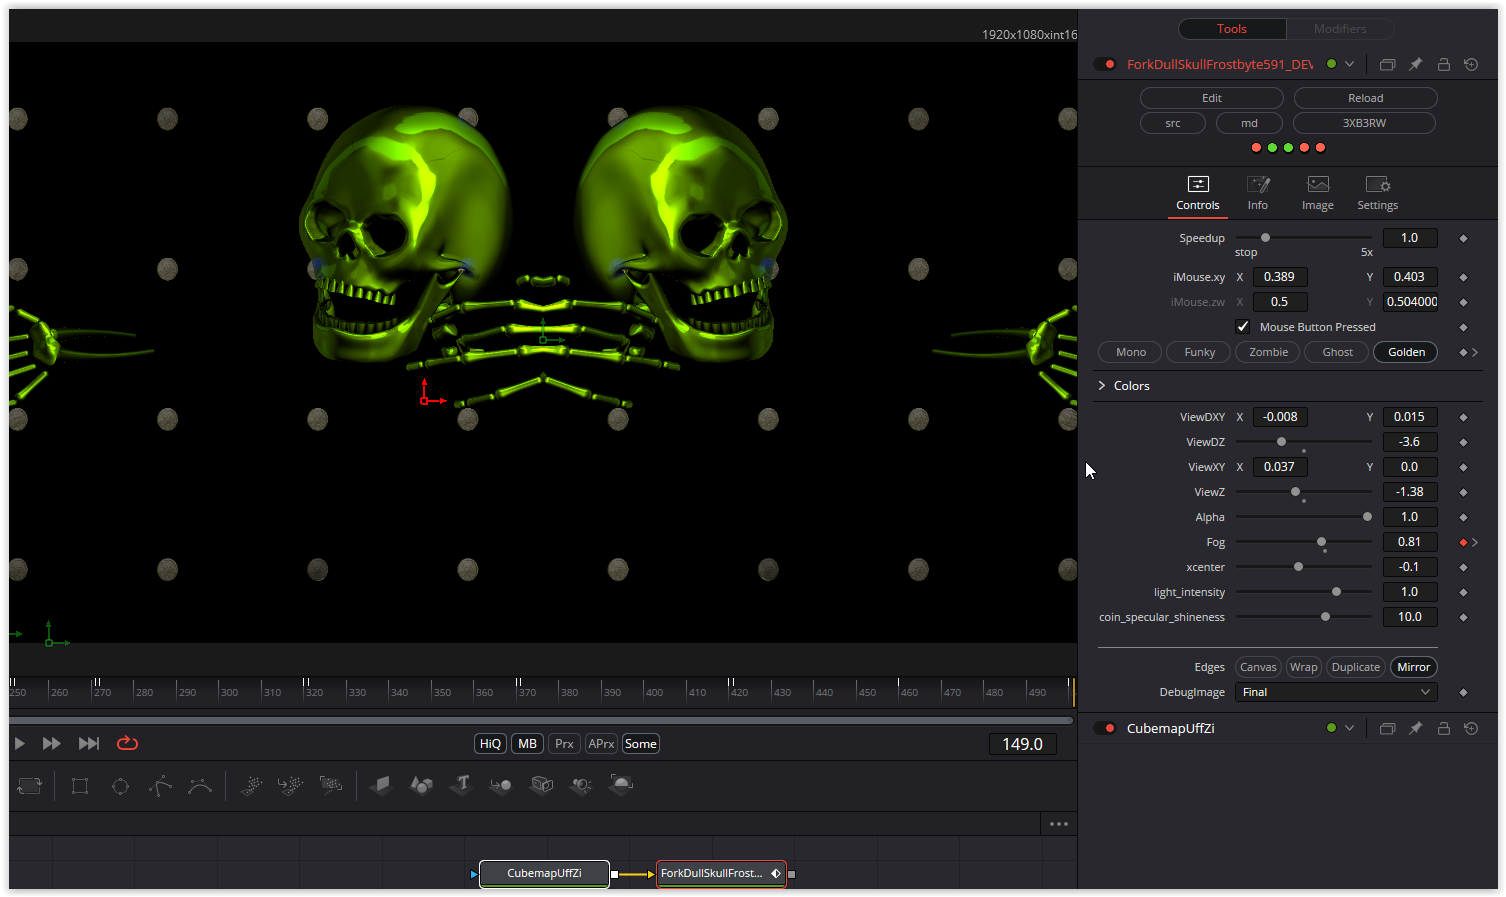 Tools Modifiers
1920x1080xint16
ForkDullSkullFrostbyte591_DEV
Edit Reload
src md 3XB3RW
Controls Info Image Settings
Speedup 1.0
stop 5x
iMouse.xy X 0.389 Y 0.403
iMouse.zw X 0.5 Y 0.504000
Mouse Button Pressed
Mono Funky Zombie Ghost Golden
Colors
ViewDXY X -0.008 Y 0.015
ViewDZ -3.6
ViewXY X 0.037 Y 0.0
ViewZ -1.38
Alpha 1.0
Fog 0.81
xcenter -0.1
light_intensity 1.0
coin_specular_shineness 10.0
Edges Canvas Wrap Duplicate Mirror
DebugImage Final
250 260 270 280 290 300 310 320 330 340 350 360 370 380 390 400 410 420 430 440 450 460 470 480 490
CubemapUffZi
HiQ MB Prx APrx Some 149.0
T
CubemapUffZi ForkDullSkullFrost...